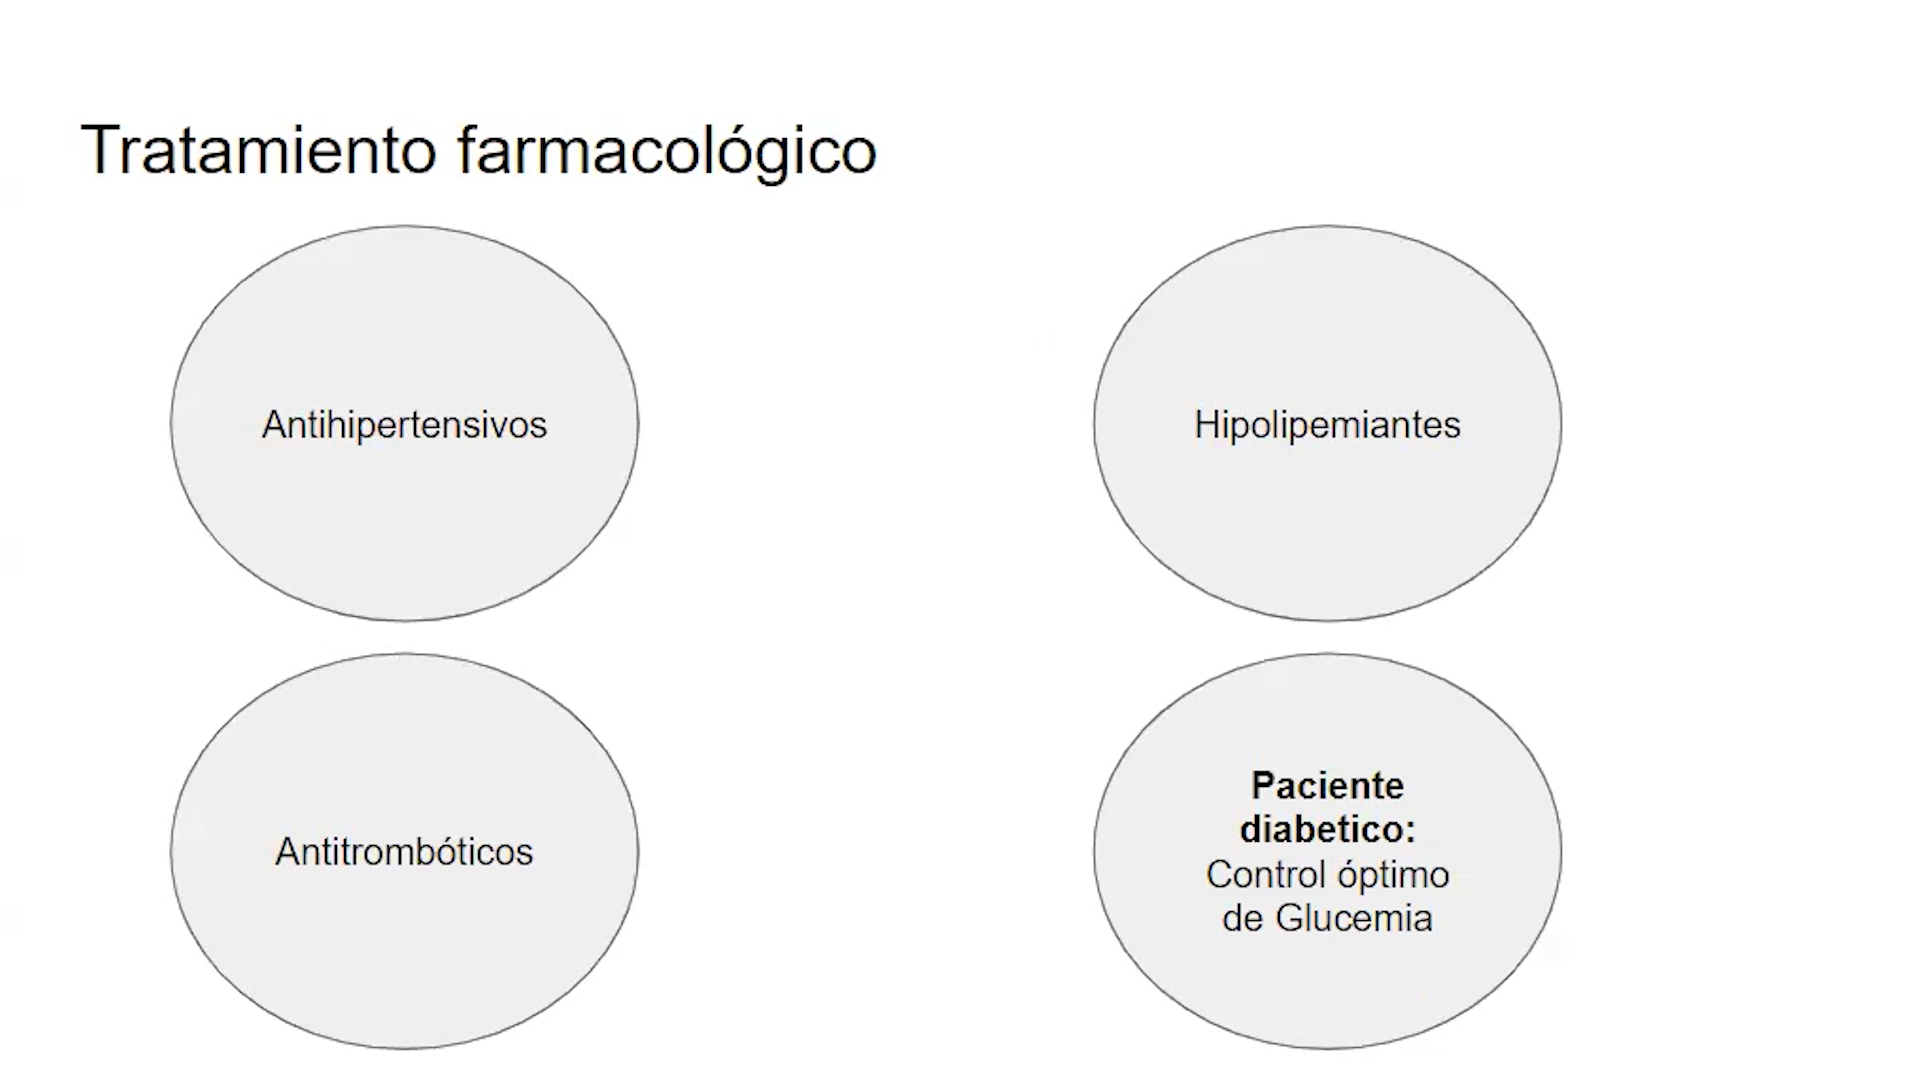 Tratamiento farmacológico
Antihipertensivos
Hipolipemiantes
Antitrombóticos
Paciente
diabetico:
Control óptimo
de Glucemia